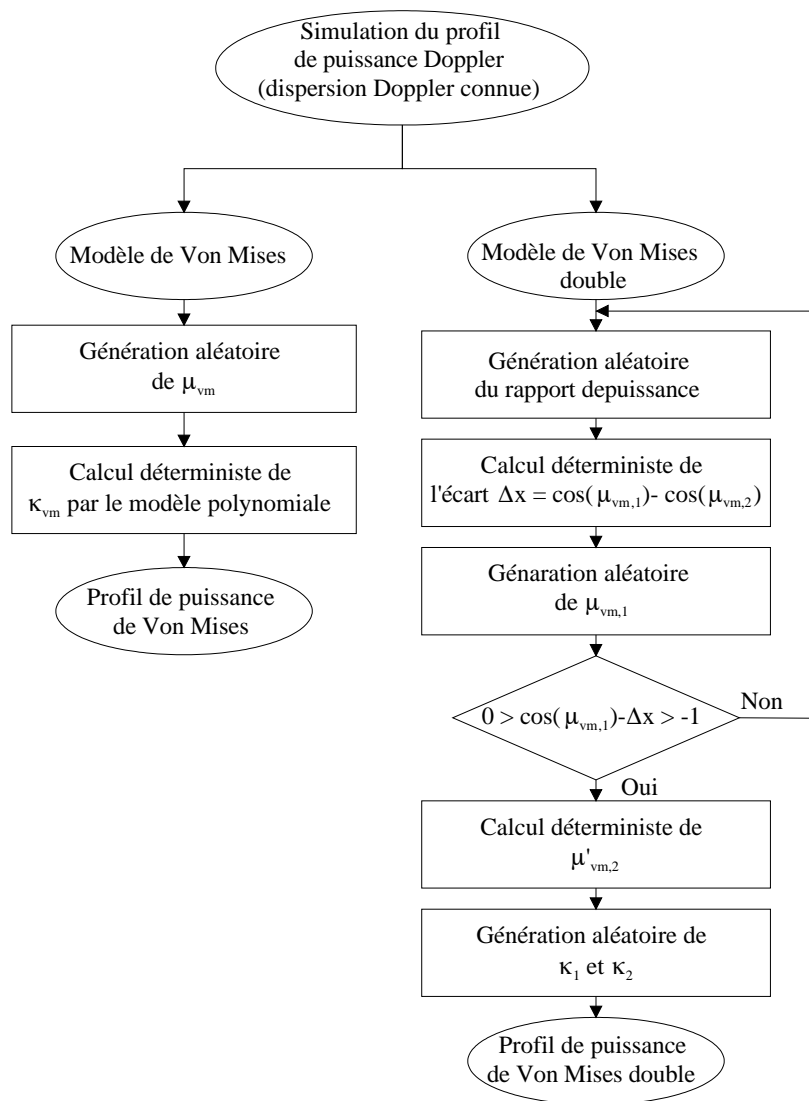 Simulation du profil
de puissance Doppler
(dispersion Doppler connue)
Modèle de Von Mises
Génération aléatoire
de μvm
Calcul déterministe de
κvm par le modèle polynomiale
Profil de puissance
de Von Mises
Modèle de Von Mises
double
Génération aléatoire
du rapport depuissance
Calcul déterministe de
l'écart Δx = cos(μvm,1)- cos(μvm,2)
Génaration aléatoire
de μvm,1
0 > cos(μvm,1)-Δx > -1
Non
Oui
Calcul déterministe de
μ'vm,2
Génération aléatoire de
κ1 et κ2
Profil de puissance
de Von Mises double